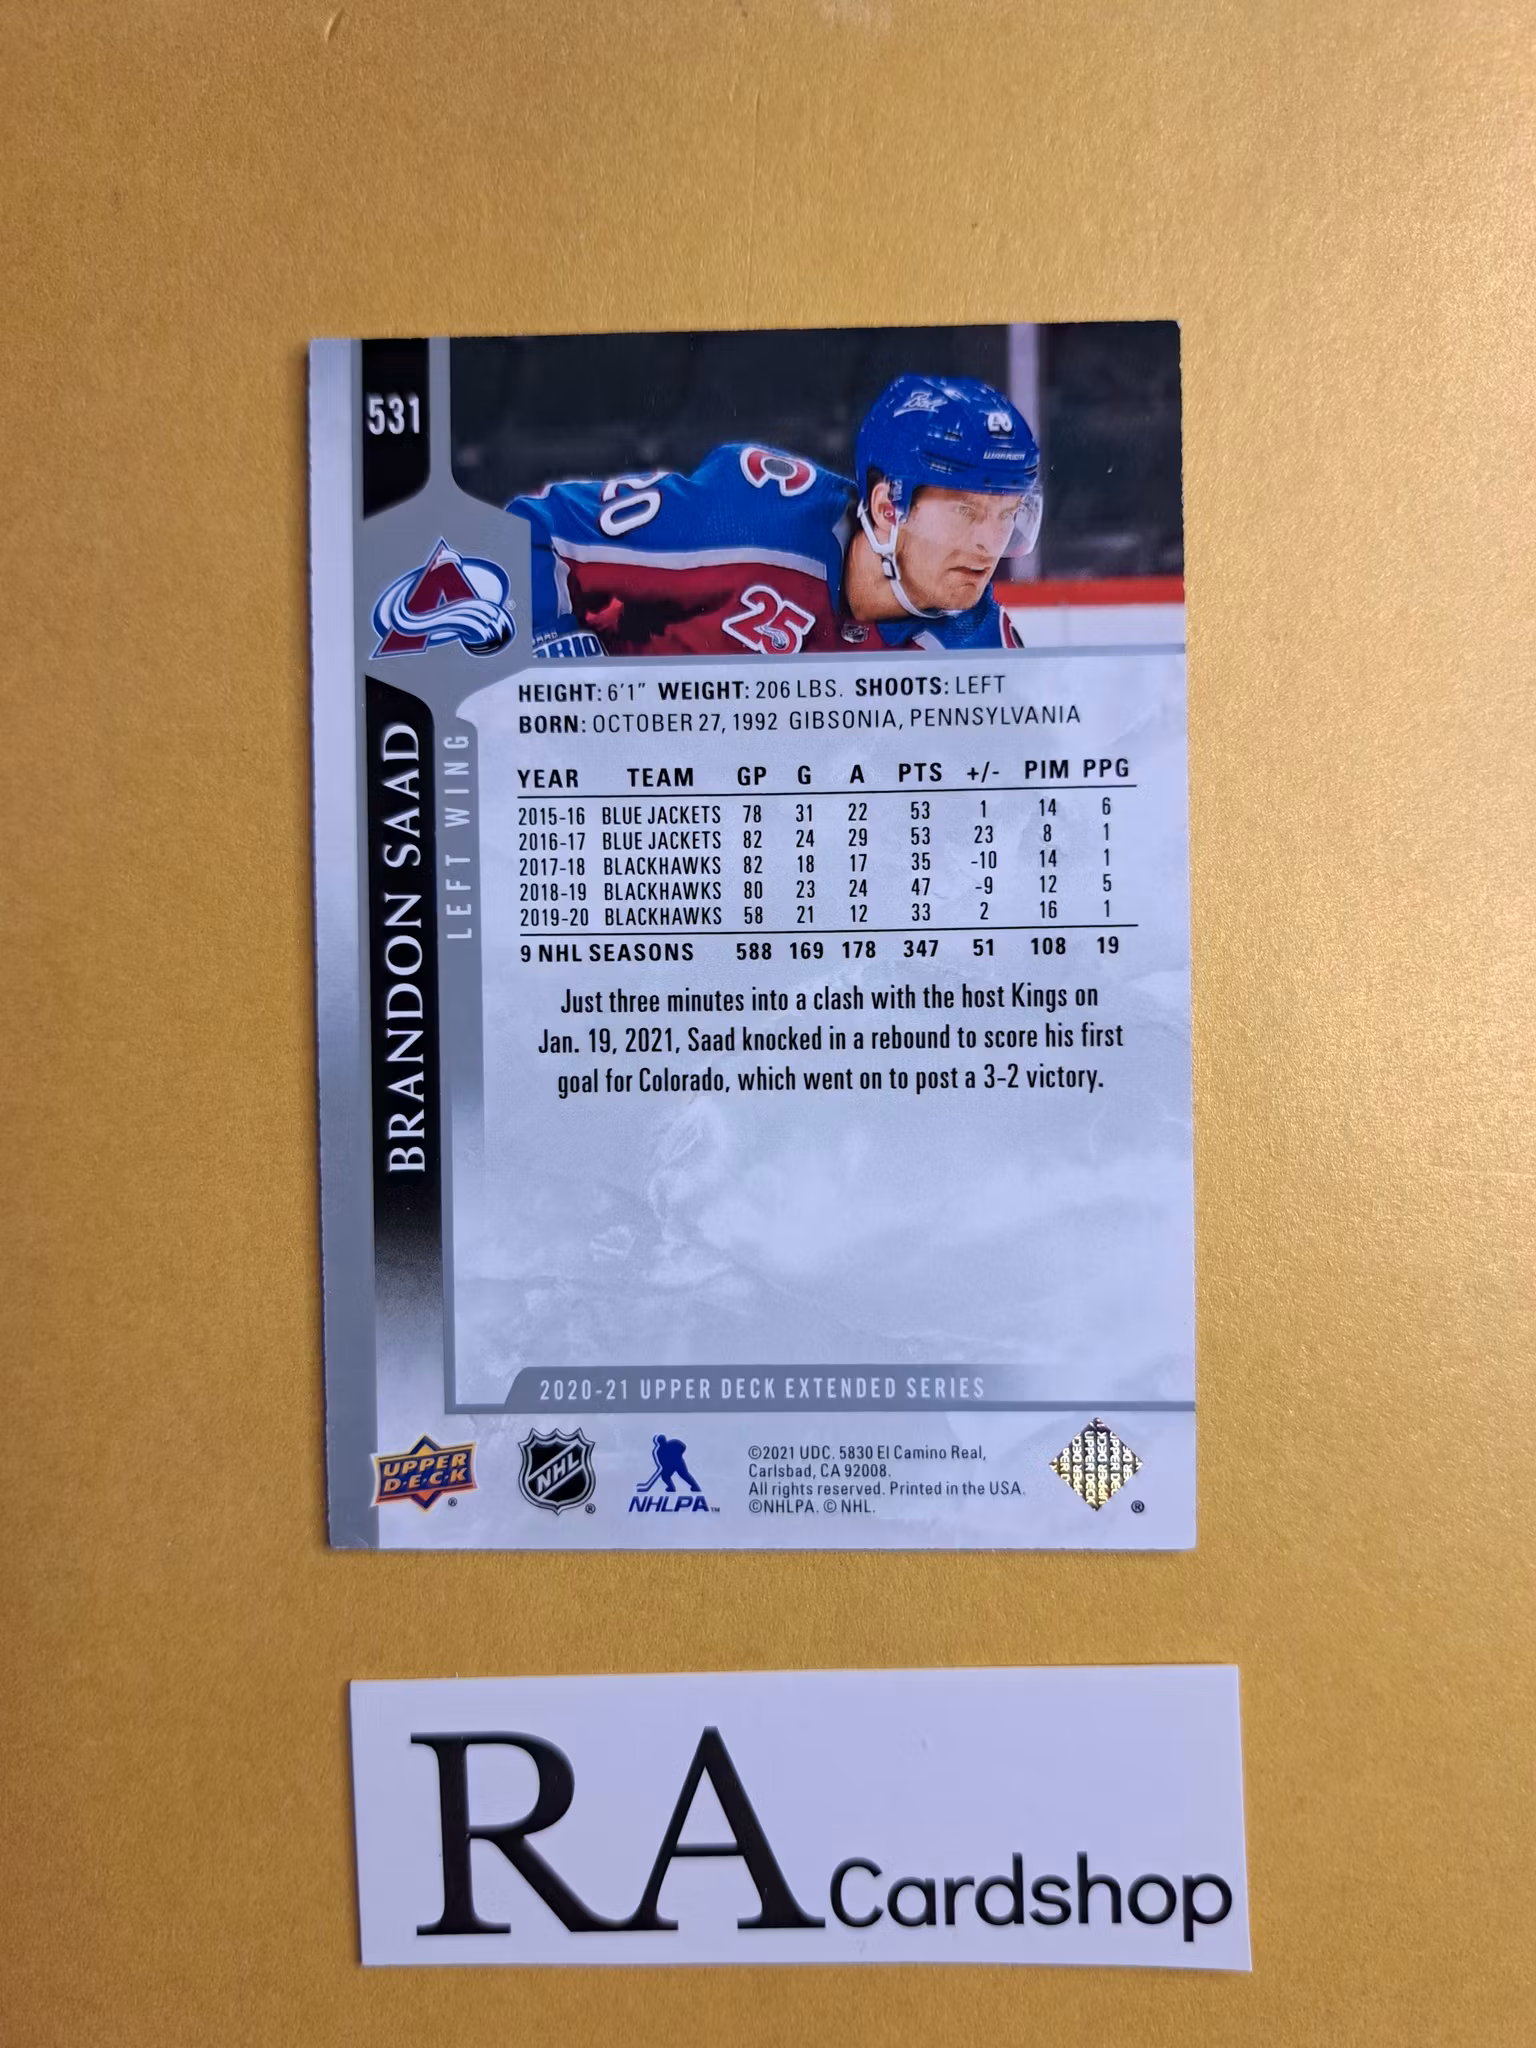 531
20
25
BRANDON SAAD
LEFT WING
HEIGHT: 6'1" WEIGHT: 206 LBS. SHOOTS: LEFT
BORN: OCTOBER 27, 1992 GIBSONIA, PENNSYLVANIA
YEAR TEAM GP G A PTS +/- PIM PPG
2015-16 BLUE JACKETS 78 31 22 53 1 14 6
2016-17 BLUE JACKETS 82 24 29 53 23 8 1
2017-18 BLACKHAWKS 82 18 17 35 -10 14 1
2018-19 BLACKHAWKS 80 23 24 47 -9 12 5
2019-20 BLACKHAWKS 58 21 12 33 2 16 1
9 NHL SEASONS 588 169 178 347 51 108 19
Just three minutes into a clash with the host Kings on
Jan. 19, 2021, Saad knocked in a rebound to score his first
goal for Colorado, which went on to post a 3-2 victory.
2020-21 UPPER DECK EXTENDED SERIES
UPPER
D·E·C·K ®
NHL ®
NHLPA™
©2021 UDC. 5830 El Camino Real,
Carlsbad, CA 92008.
All rights reserved. Printed in the USA.
©NHLPA. © NHL.
UPPER DECK
®
RA Cardshop